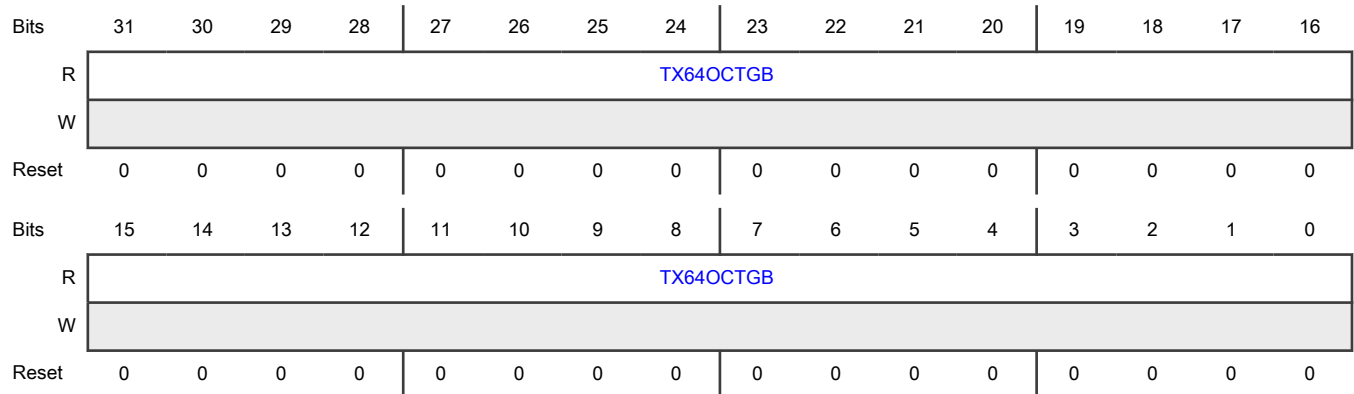 Bits 31 30 29 28 27 26 25 24 23 22 21 20 19 18 17 16
R TX64OCTGB
W
Reset 0 0 0 0 0 0 0 0 0 0 0 0 0 0 0 0
Bits 15 14 13 12 11 10 9 8 7 6 5 4 3 2 1 0
R TX64OCTGB
W
Reset 0 0 0 0 0 0 0 0 0 0 0 0 0 0 0 0